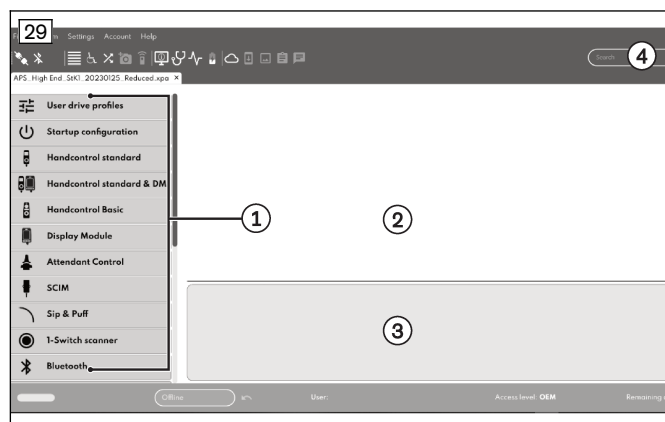 29
Settings Account Help
Search
4
APS_High End_StK1_20230125_Reduced.xpa ×
User drive profiles
Startup configuration
Handcontrol standard
Handcontrol standard & DM
Handcontrol Basic
1
2
Display Module
Attendant Control
SCIM
Sip & Puff
3
1-Switch scanner
Bluetooth
Offline
User:
Access level: OEM
Remaining